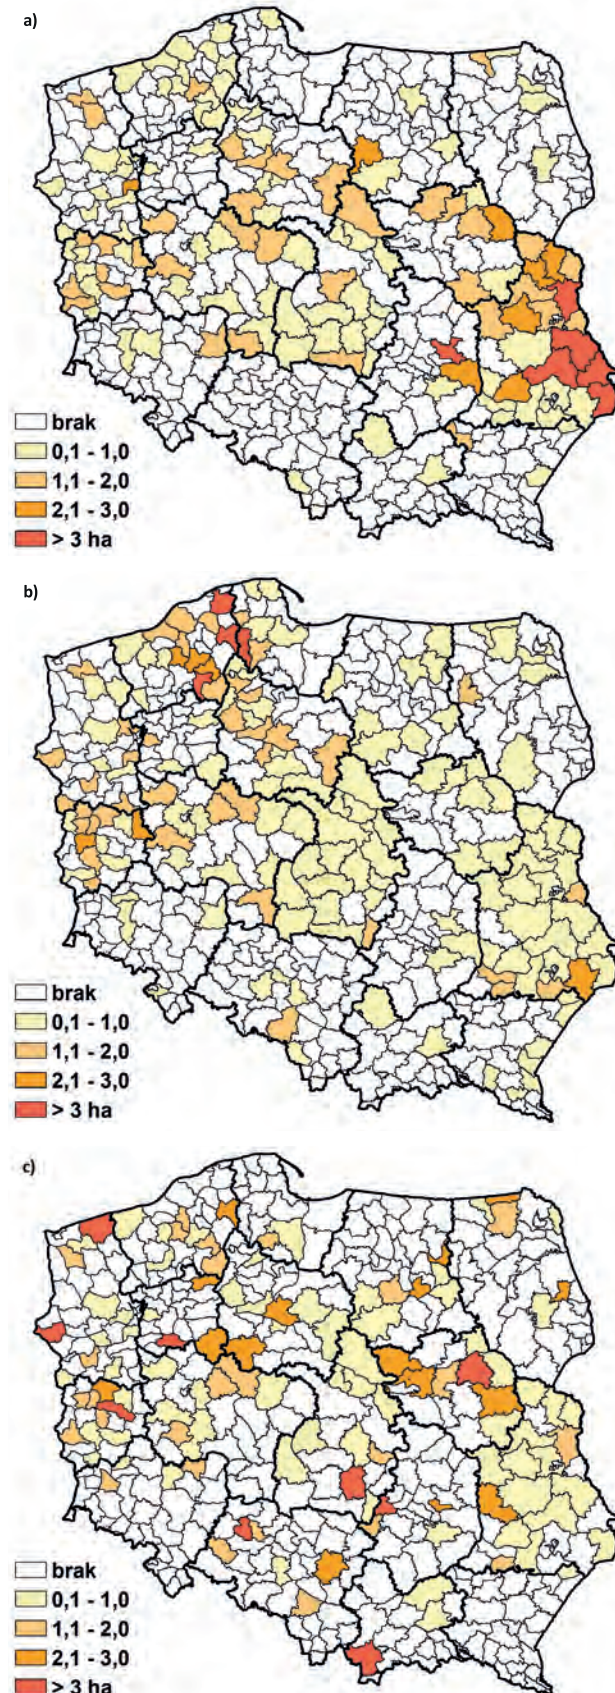 a)
brak
0,1 - 1,0
1,1 - 2,0
2,1 - 3,0
> 3 ha
b)
brak
0,1 - 1,0
1,1 - 2,0
2,1 - 3,0
> 3 ha
c)
brak
0,1 - 1,0
1,1 - 2,0
2,1 - 3,0
> 3 ha